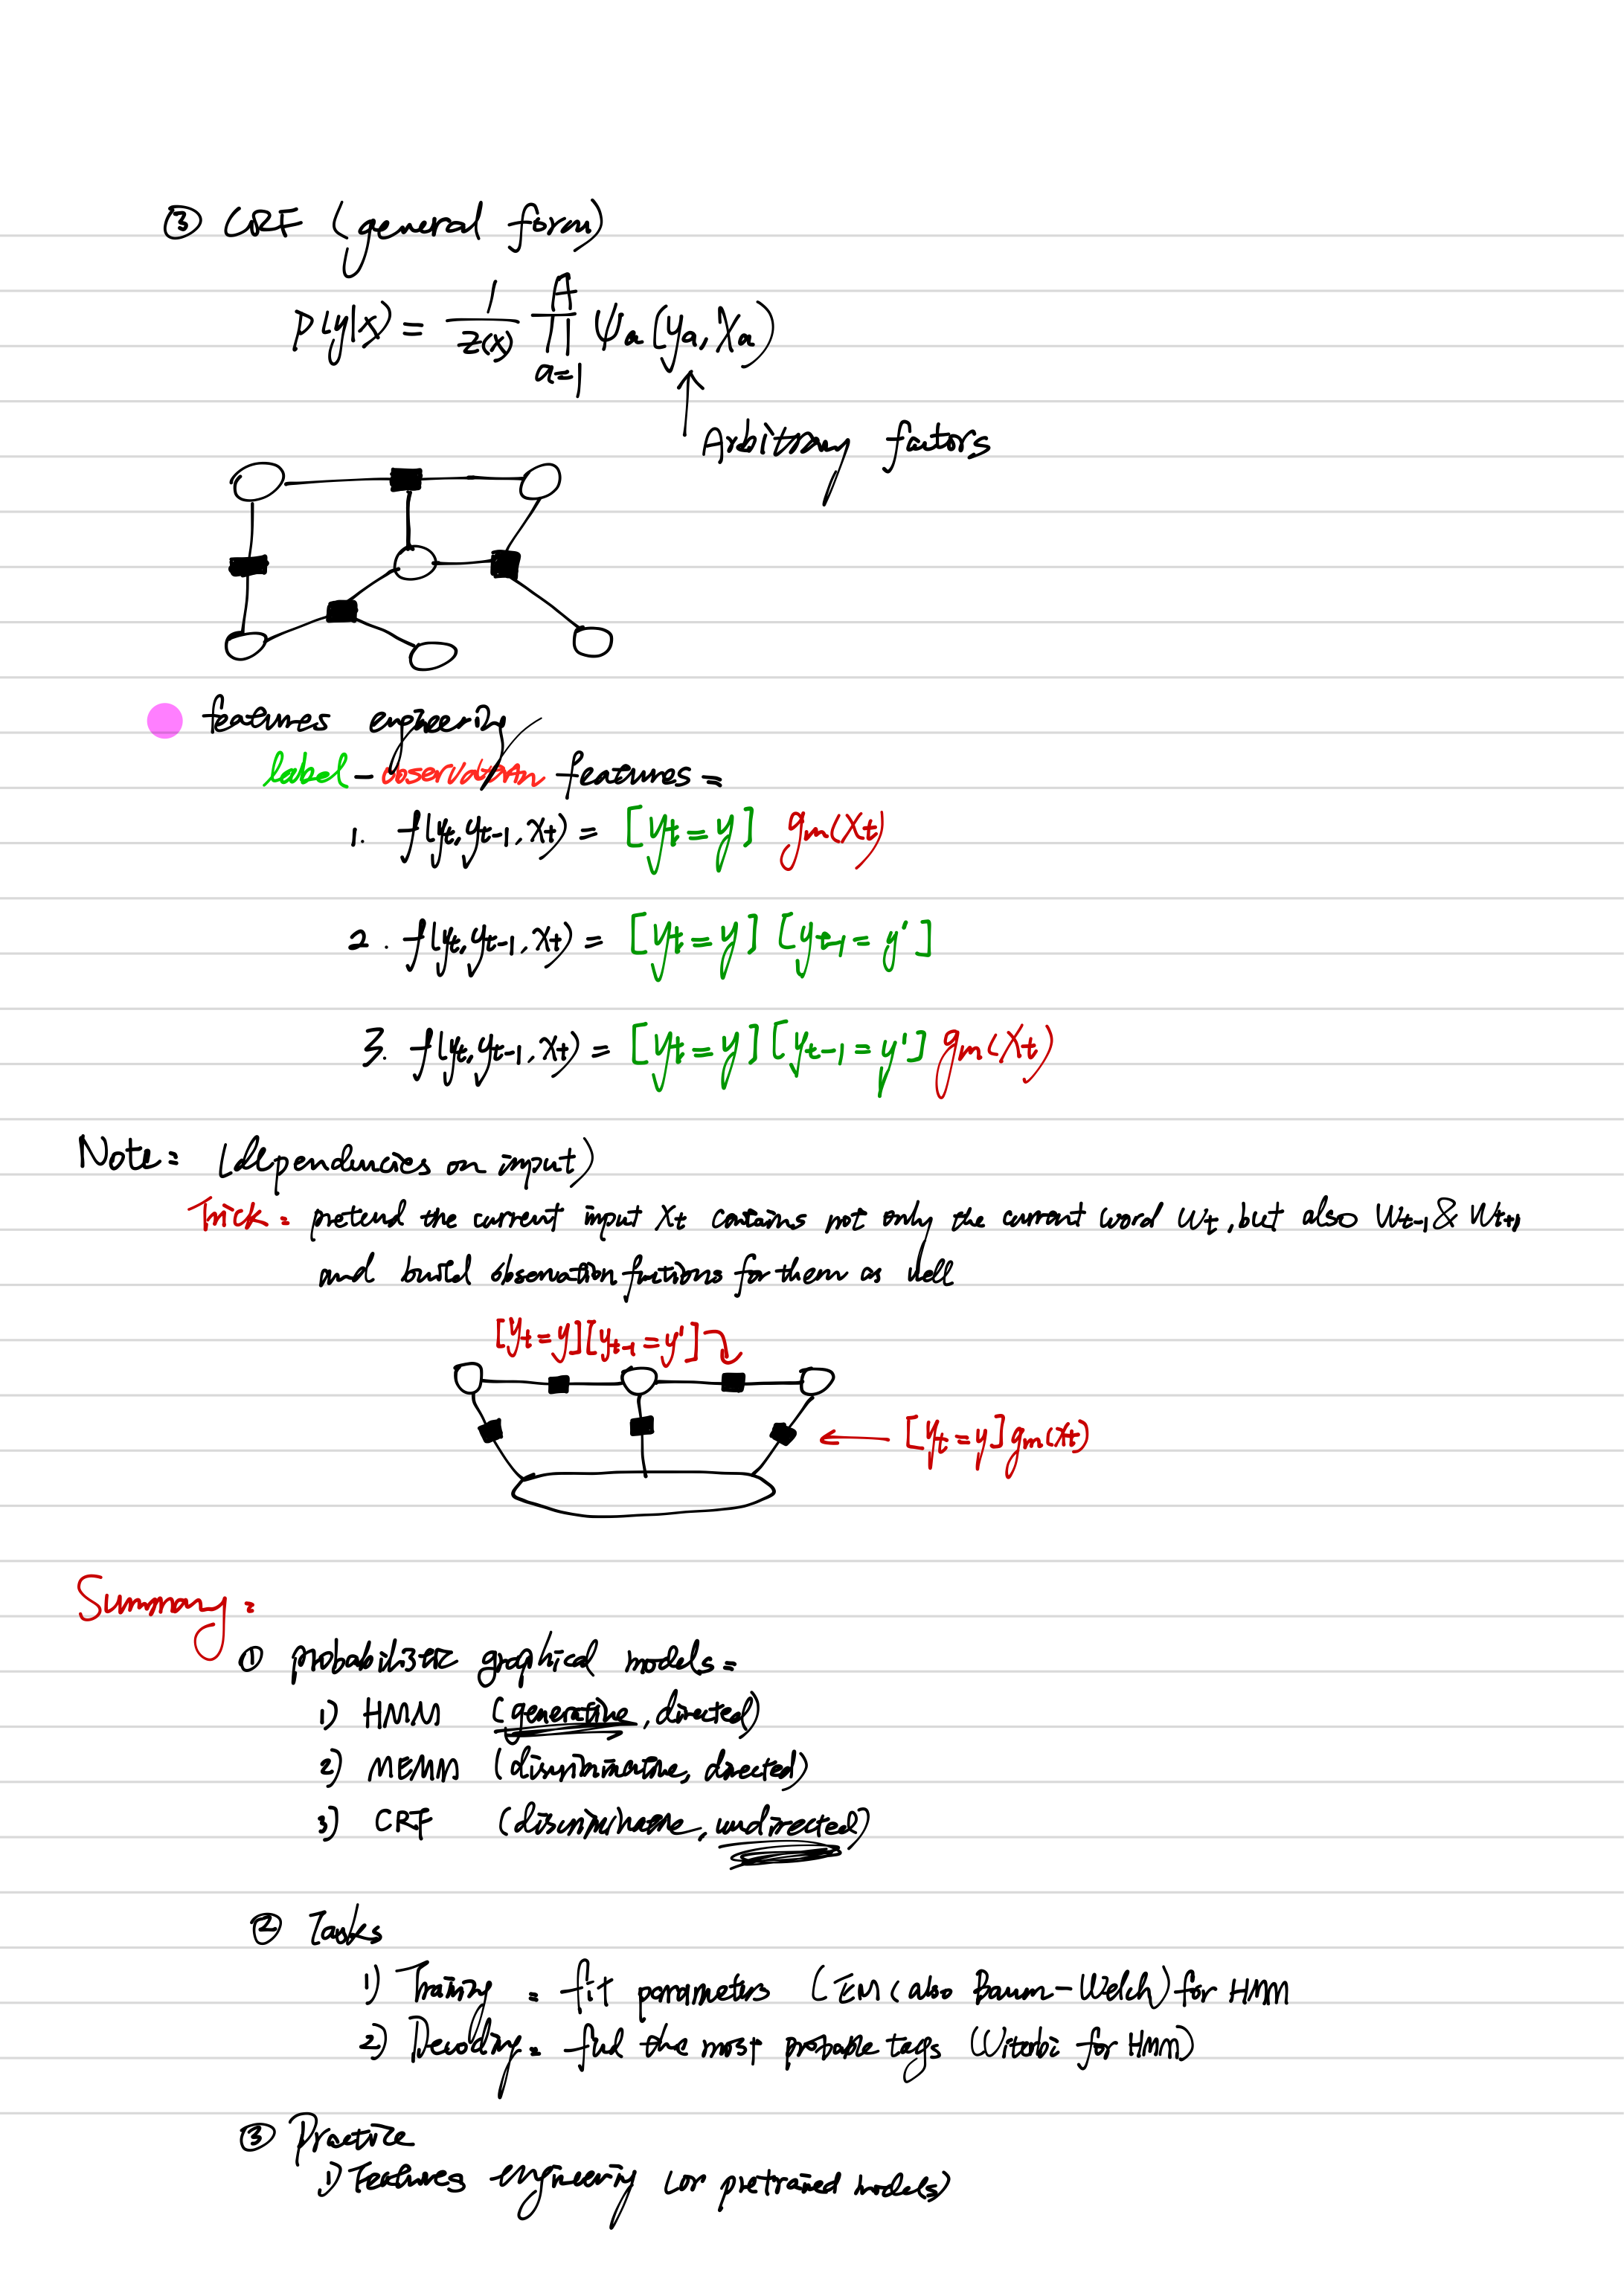 ③ CRF (general form)
p(y|x) = 1/Z(x) ∏_{a=1}^{A} ψ_a (y_a, x_a)
Arbitrary factors
features engineering
label - observation features =
1. f(y_t, y_{t-1}, x_t) = [y_t = y] g_m(x_t)
2. f(y_t, y_{t-1}, x_t) = [y_t = y] [y_{t-1} = y']
3. f(y_t, y_{t-1}, x_t) = [y_t = y] [y_{t-1} = y'] g_m(x_t)
Note: (dependencies on input)
Trick: pretend the current input x_t contains not only the current word w_t, but also w_{t-1} & w_{t+1}
and build observation functions for them as well
[y_t = y][y_{t-1} = y']
[y_t = y] g_m(x_t)
Summary:
① probabilistic graphical models =
1) HMM (generative, directed)
2) MEMM (discriminative, directed)
3) CRF (discriminative, undirected)
② Tasks
1) Training = fit parameters (EM (also Baum-Welch) for HMM
2) Decoding = find the most probable tags (Viterbi for HMM)
③ Practice
1) Features engineering (or pretrained models)